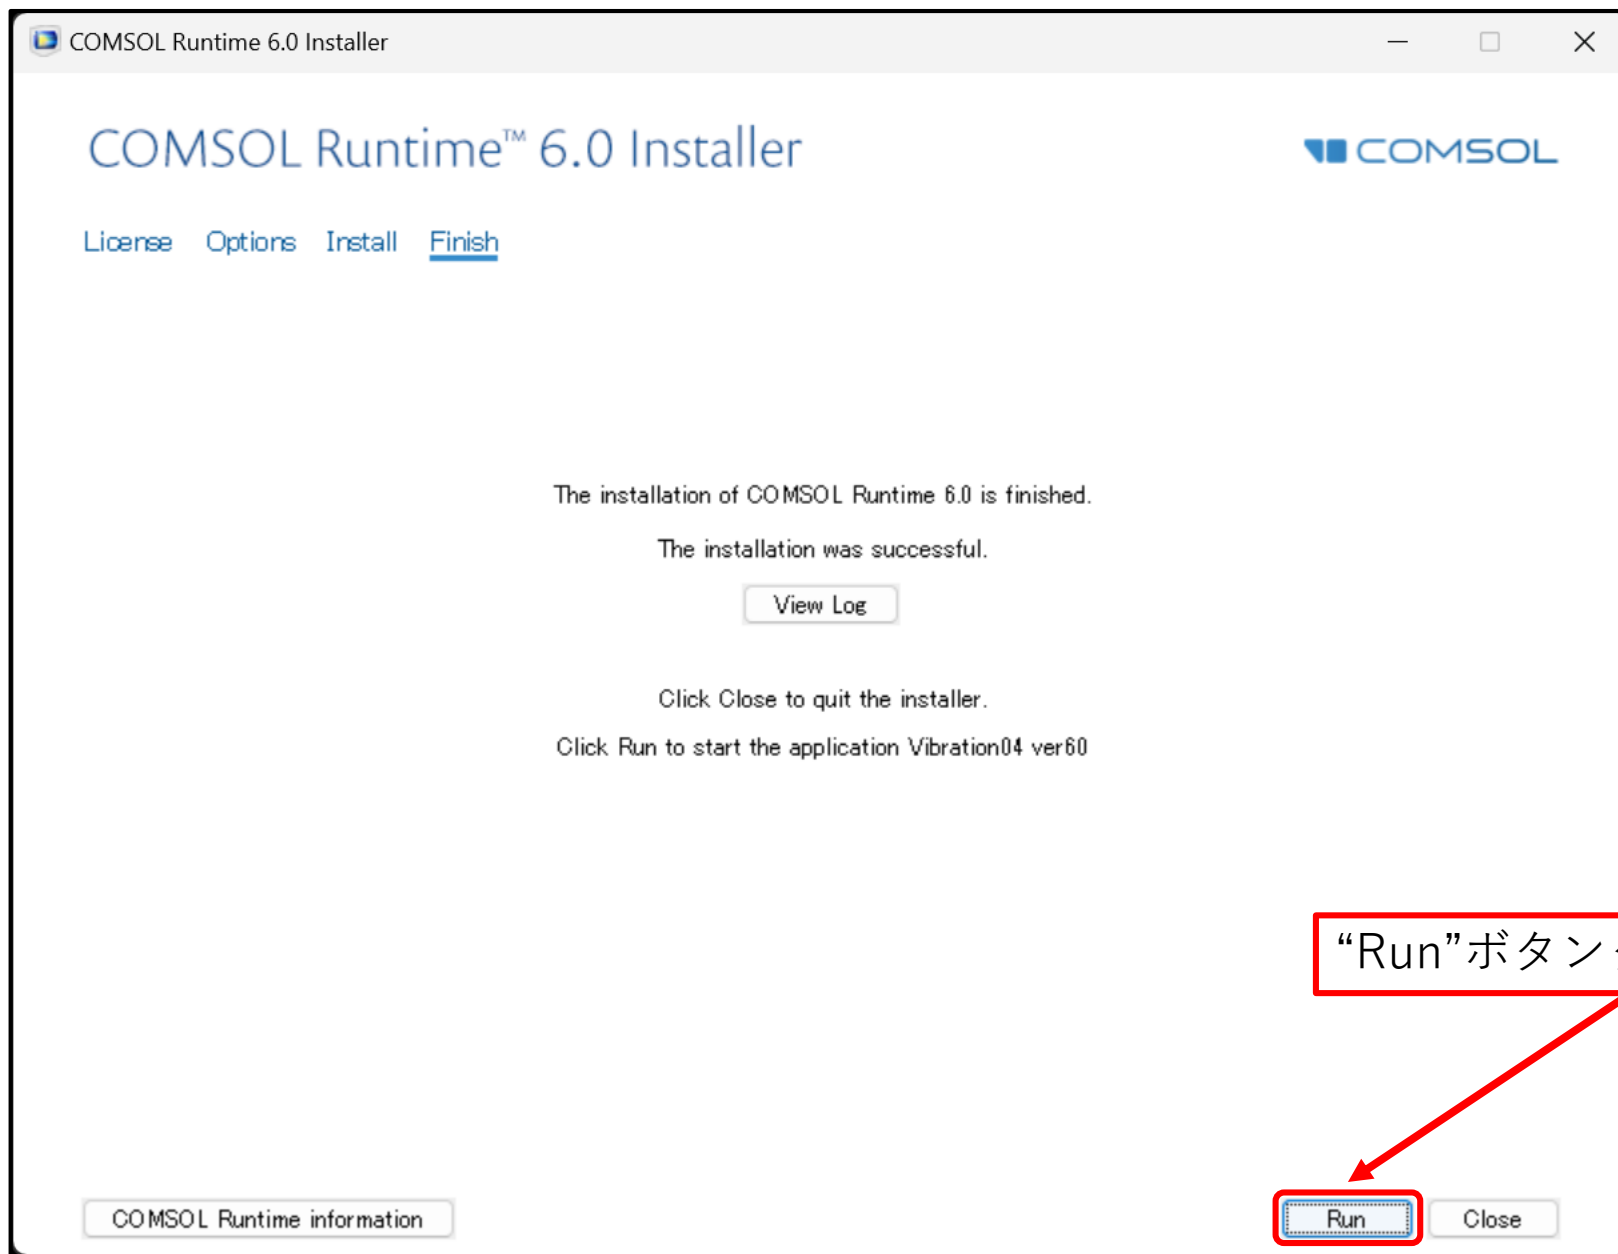 COMSOL Runtime 6.0 Installer
COMSOL Runtime™ 6.0 Installer
COMSOL
License Options Install Finish
The installation of COMSOL Runtime 6.0 is finished.
The installation was successful.
View Log
Click Close to quit the installer.
Click Run to start the application Vibration04 ver60
“Run”ボタン
COMSOL Runtime information
Run
Close